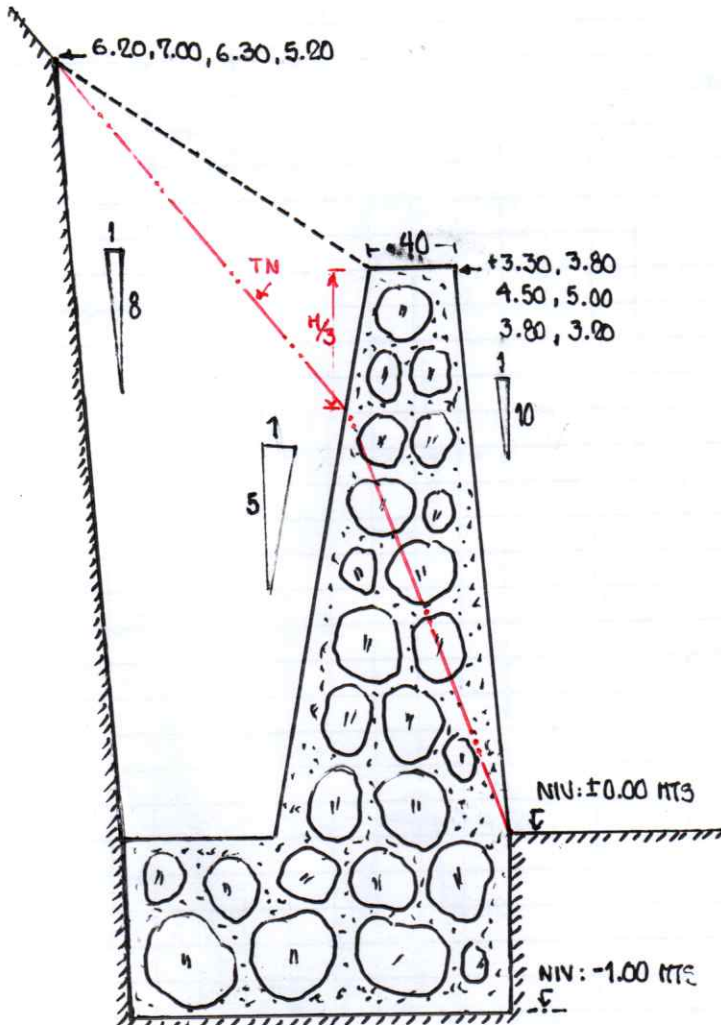 6.20, 7.00, 6.30, 5.20
.40
+3.30, 3.80
4.50, 5.00
3.80, 3.20
1
8
TN
H/3
1
10
1
5
NIV: ±0.00 MTS
NIV: -1.00 MTS